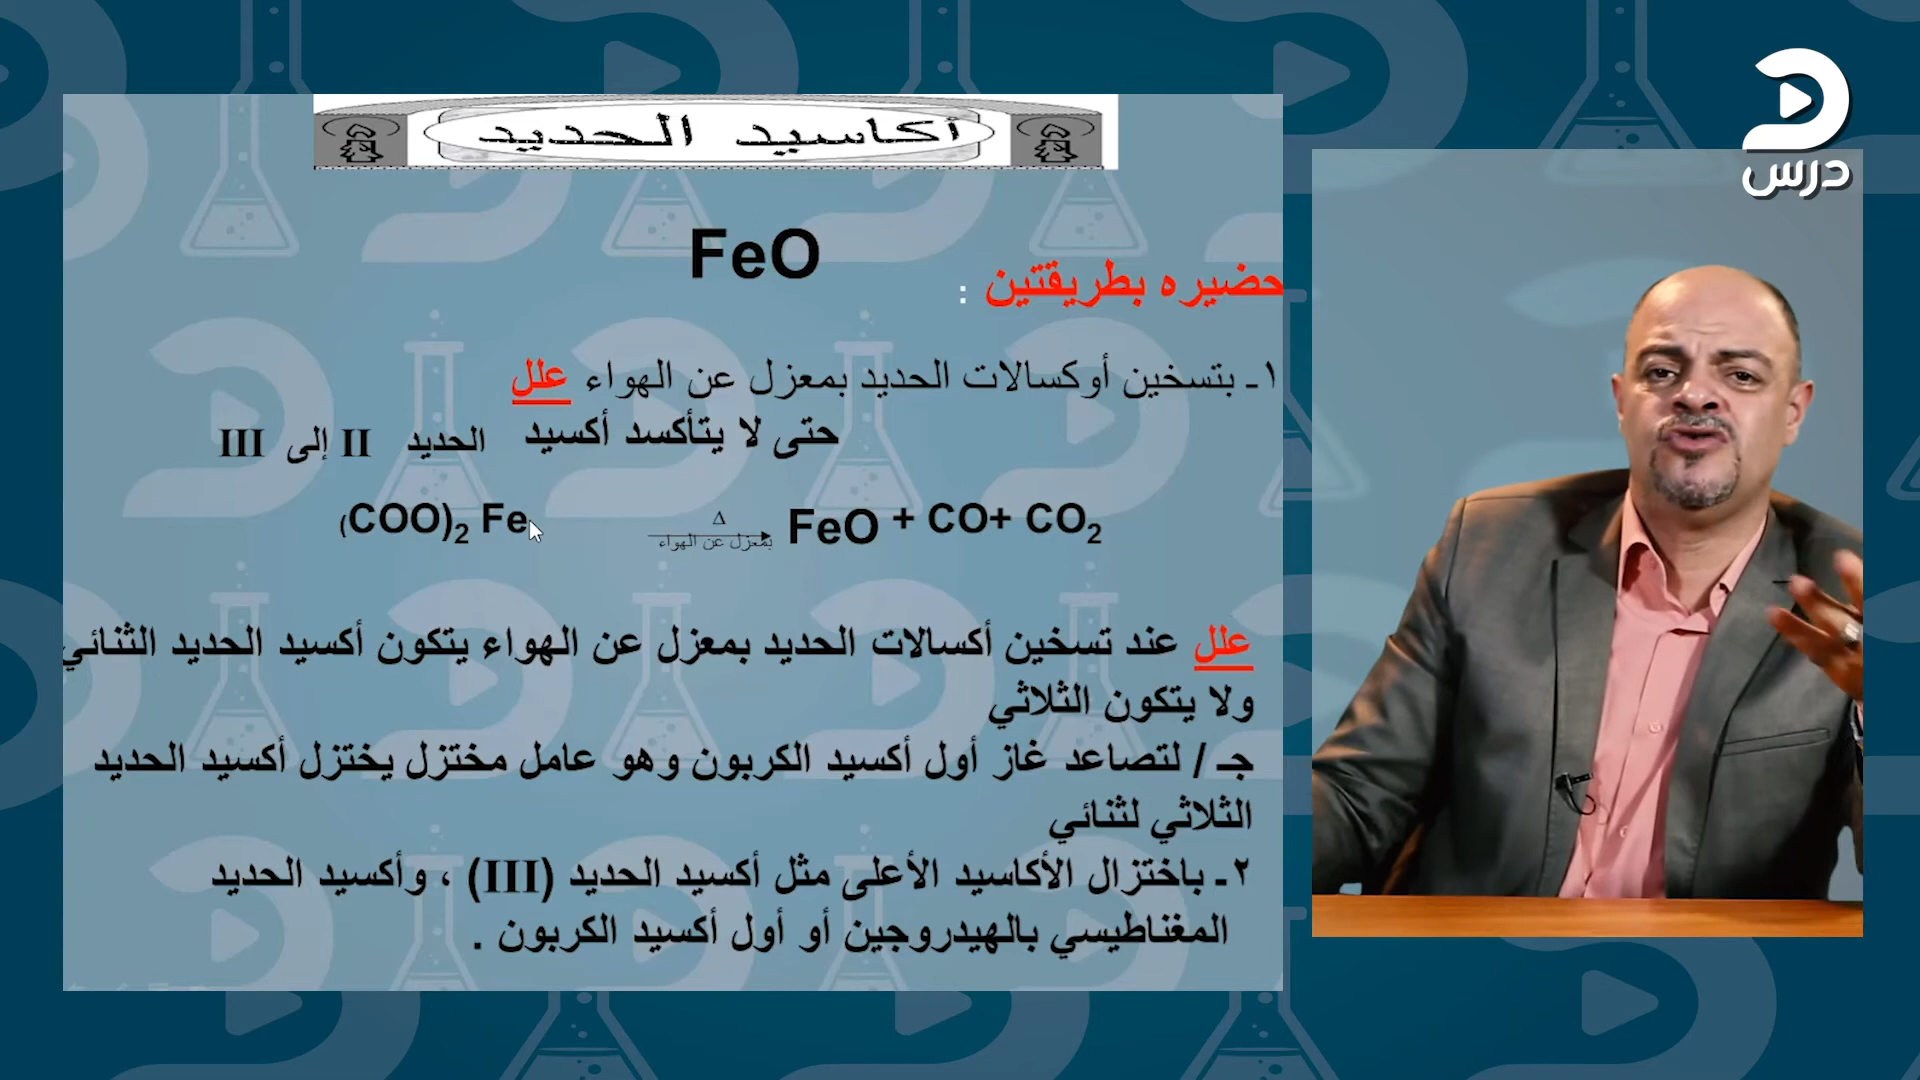 درس
أكاسيد الحديد
FeO
حضيره بطريقتين :
١- بتسخين أوكسالات الحديد بمعزل عن الهواء علل
حتى لا يتأكسد أكسيد الحديد II إلى III
(COO)2 Fe Δ بمعزل عن الهواء FeO + CO+ CO2
علل عند تسخين أكسالات الحديد بمعزل عن الهواء يتكون أكسيد الحديد الثنائي
ولا يتكون الثلاثي
جـ / لتصاعد غاز أول أكسيد الكربون وهو عامل مختزل يختزل أكسيد الحديد
الثلاثي لثنائي
٢- باختزال الأكاسيد الأعلى مثل أكسيد الحديد (III) ، وأكسيد الحديد
المغناطيسي بالهيدروجين أو أول أكسيد الكربون .